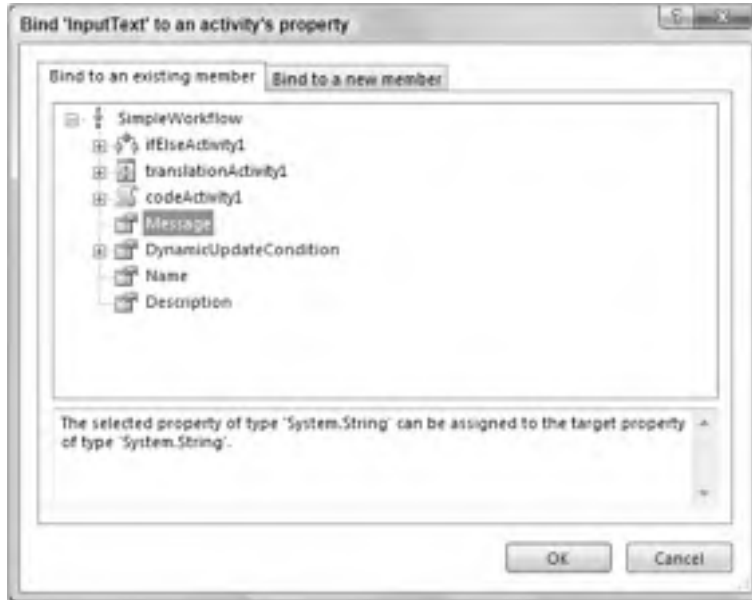 Bind 'InputText' to an activity's property
Bind to an existing member
Bind to a new member
SimpleWorkflow
ifElseActivity1
translationActivity1
codeActivity1
Message
DynamicUpdateCondition
Name
Description
The selected property of type 'System.String' can be assigned to the target property
of type 'System.String'.
OK
Cancel